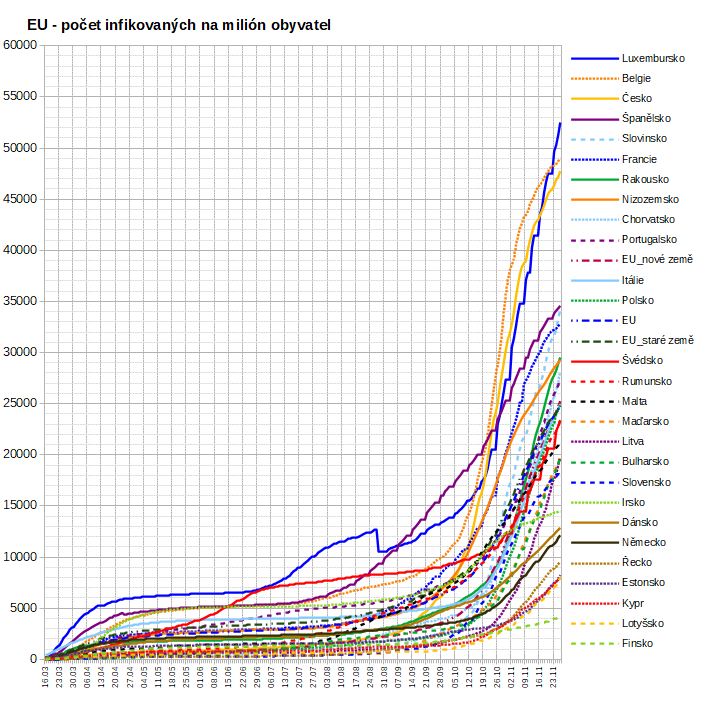 EU - počet infikovaných na milión obyvatel
60000
55000
50000
45000
40000
35000
30000
25000
20000
15000
10000
5000
0
16.03
23.03
30.03
06.04
13.04
20.04
27.04
04.05
11.05
18.05
25.05
01.06
08.06
15.06
22.06
29.06
06.07
13.07
20.07
27.07
03.08
10.08
17.08
24.08
31.08
07.09
14.09
21.09
28.09
05.10
12.10
19.10
26.10
02.11
09.11
16.11
23.11
Luxembursko
Belgie
Česko
Španělsko
Slovinsko
Francie
Rakousko
Nizozemsko
Chorvatsko
Portugalsko
EU_nové země
Itálie
Polsko
EU
EU_staré země
Švédsko
Rumunsko
Malta
Maďarsko
Litva
Bulharsko
Slovensko
Irsko
Dánsko
Německo
Řecko
Estonsko
Kypr
Lotyšsko
Finsko